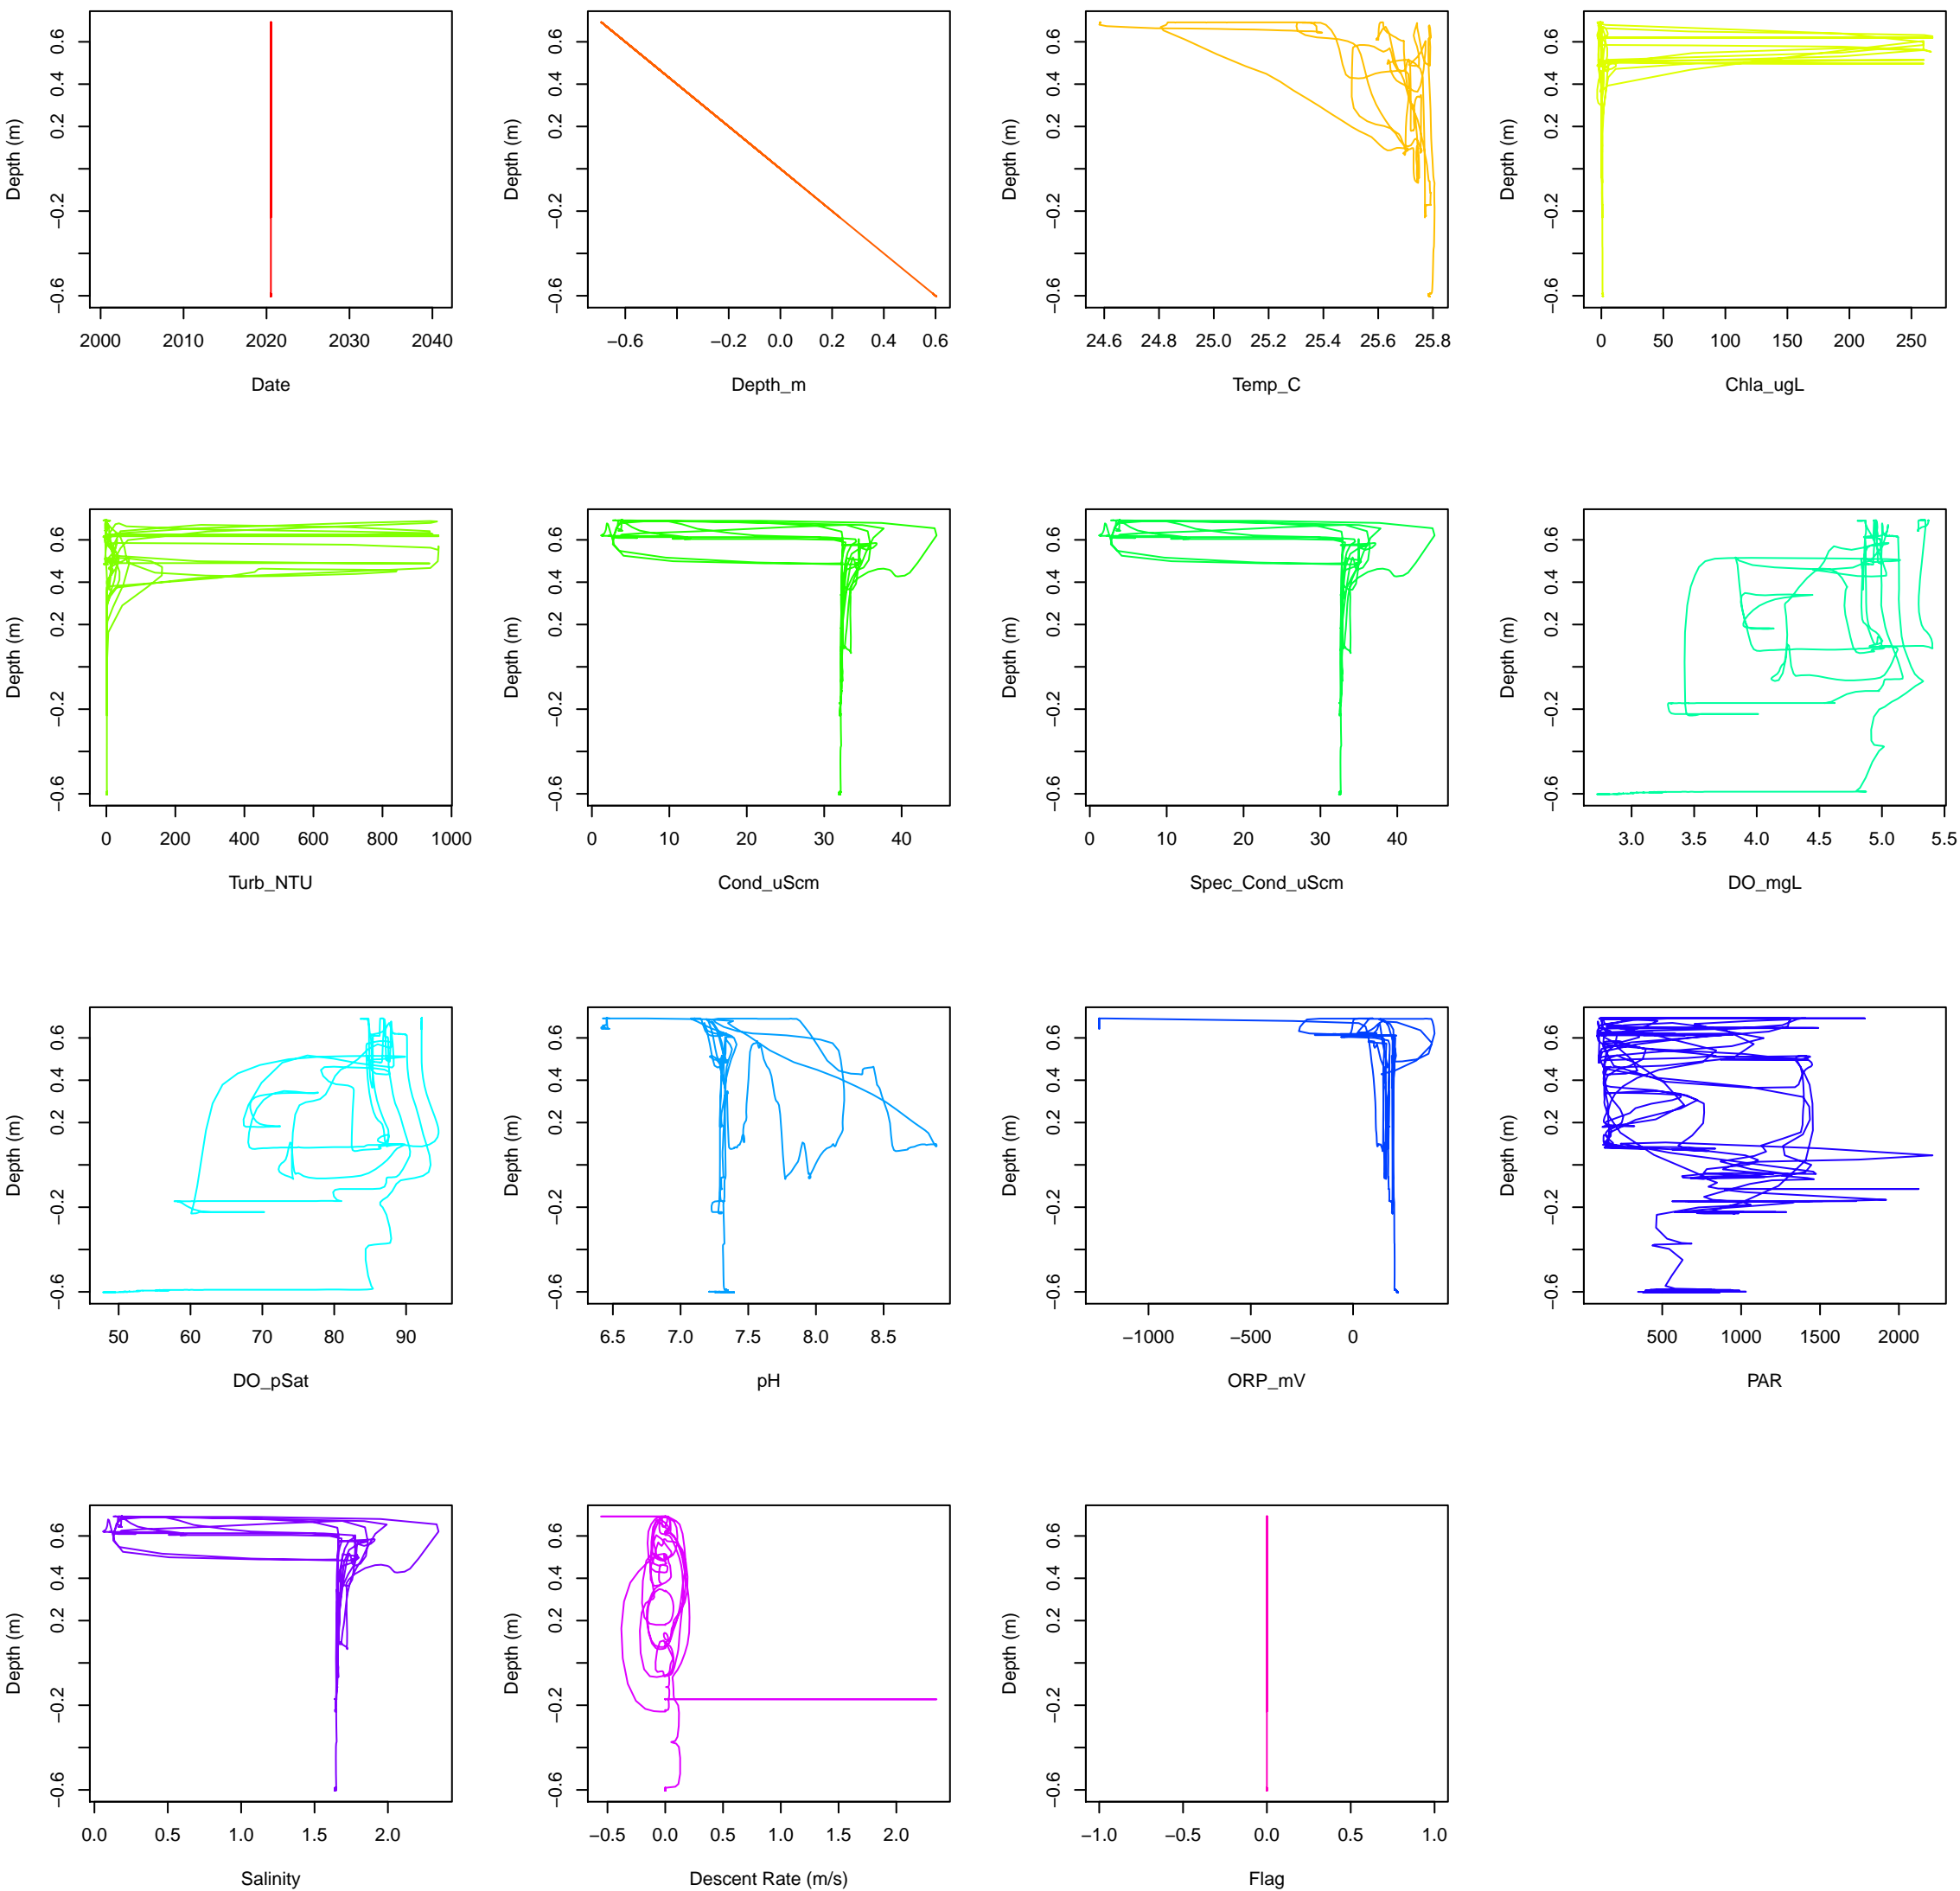 Depth (m)
0.6
0.4
0.2
−0.2
−0.6
2000 2010 2020 2030 2040
Date
Depth (m)
0.6
0.4
0.2
−0.2
−0.6
−0.6 −0.2 0.0 0.2 0.4 0.6
Depth_m
Depth (m)
0.6
0.4
0.2
−0.2
−0.6
24.6 24.8 25.0 25.2 25.4 25.6 25.8
Temp_C
Depth (m)
0.6
0.4
0.2
−0.2
−0.6
0 50 100 150 200 250
Chla_ugL
Depth (m)
0.6
0.4
0.2
−0.2
−0.6
0 200 400 600 800 1000
Turb_NTU
Depth (m)
0.6
0.4
0.2
−0.2
−0.6
0 10 20 30 40
Cond_uScm
Depth (m)
0.6
0.4
0.2
−0.2
−0.6
0 10 20 30 40
Spec_Cond_uScm
Depth (m)
0.6
0.4
0.2
−0.2
−0.6
3.0 3.5 4.0 4.5 5.0 5.5
DO_mgL
Depth (m)
0.6
0.4
0.2
−0.2
−0.6
50 60 70 80 90
DO_pSat
Depth (m)
0.6
0.4
0.2
−0.2
−0.6
6.5 7.0 7.5 8.0 8.5
pH
Depth (m)
0.6
0.4
0.2
−0.2
−0.6
−1000 −500 0
ORP_mV
Depth (m)
0.6
0.4
0.2
−0.2
−0.6
500 1000 1500 2000
PAR
Depth (m)
0.6
0.4
0.2
−0.2
−0.6
0.0 0.5 1.0 1.5 2.0
Salinity
Depth (m)
0.6
0.4
0.2
−0.2
−0.6
−0.5 0.0 0.5 1.0 1.5 2.0
Descent Rate (m/s)
Depth (m)
0.6
0.4
0.2
−0.2
−0.6
−1.0 −0.5 0.0 0.5 1.0
Flag